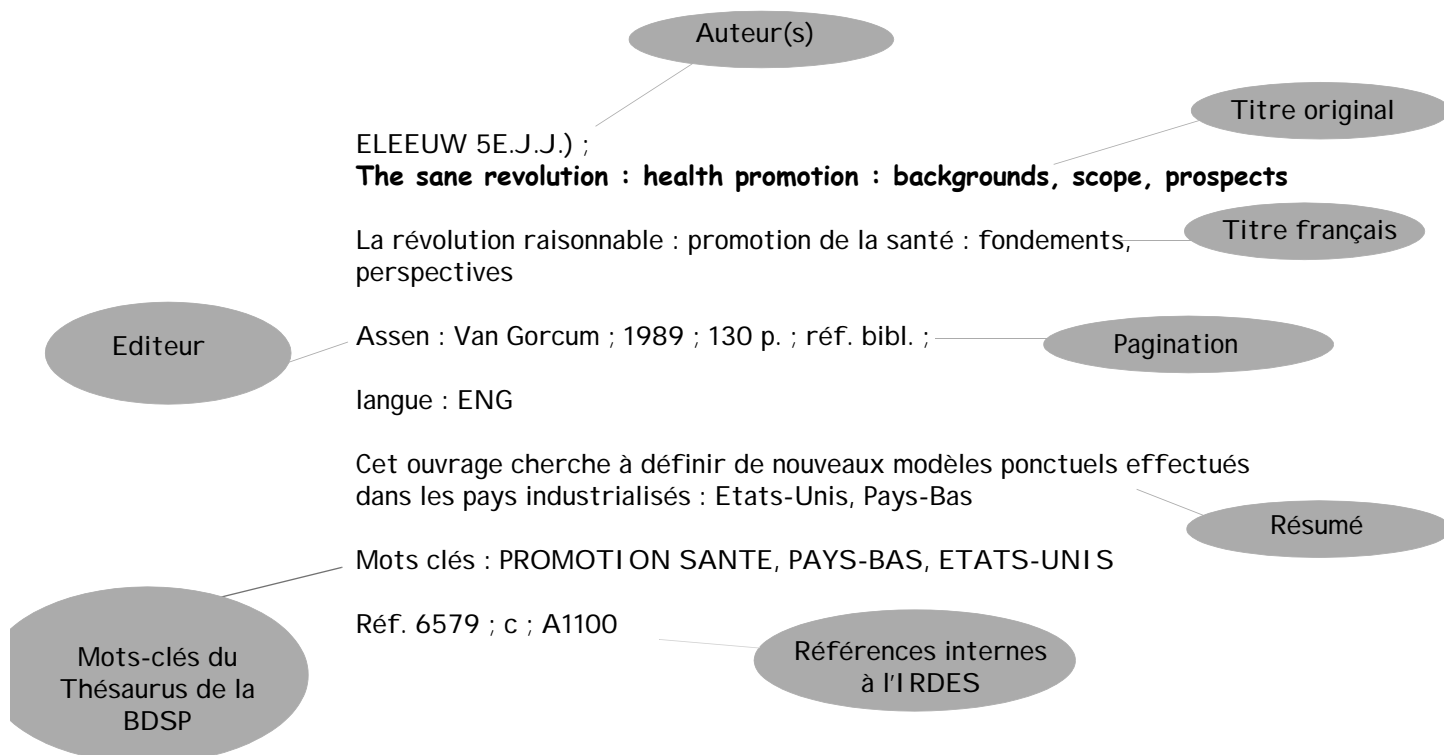 Auteur(s)
Titre original
ELEEUW 5E.J.J.) ;
The sane revolution : health promotion : backgrounds, scope, prospects
La révolution raisonnable : promotion de la santé : fondements,
perspectives
Titre français
Editeur
Assen : Van Gorcum ; 1989 ; 130 p. ; réf. bibl. ;
Pagination
langue : ENG
Cet ouvrage cherche à définir de nouveaux modèles ponctuels effectués
dans les pays industrialisés : Etats-Unis, Pays-Bas
Résumé
Mots clés : PROMOTION SANTE, PAYS-BAS, ETATS-UNIS
Réf. 6579 ; c ; A1100
Mots-clés du
Thésaurus de la
BDSP
Références internes
à l'IRDES